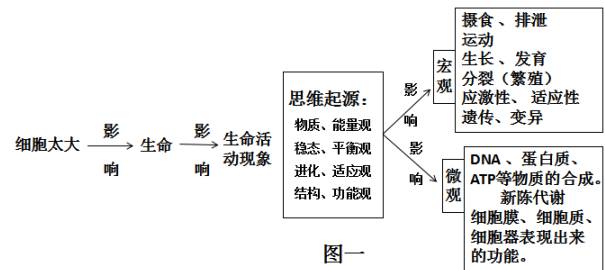 细胞太大
影
响
生命
影
响
生命活
动现象
思维起源：
物质、能量观
稳态、平衡观
进化、适应观
结构、功能观
影
响
宏
观
摄食 、排泄
运动
生长 、发育
分裂（繁殖）
应激性、 适应性
遗传、变异
影
响
微
观
DNA 、蛋白质、
ATP等物质的合成。
新陈代谢
细胞膜、细胞质、
细胞器表现出来
的功能。
图一